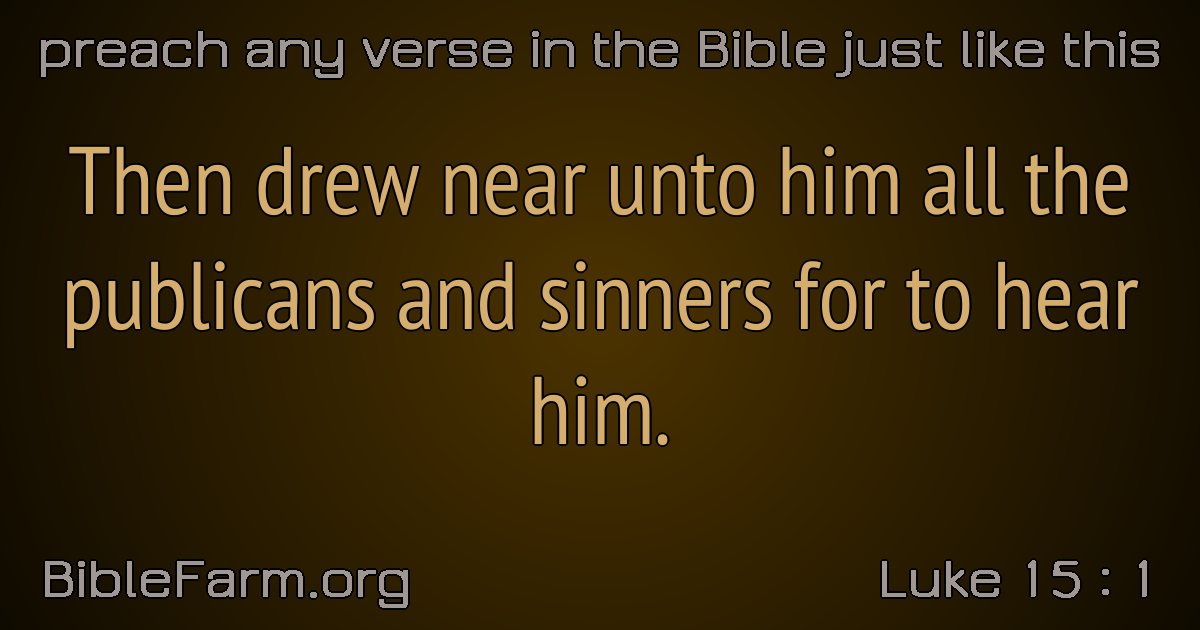 preach any verse in the Bible just like this
Then drew near unto him all the
publicans and sinners for to hear
him.
BibleFarm.org
Luke 15 : 1